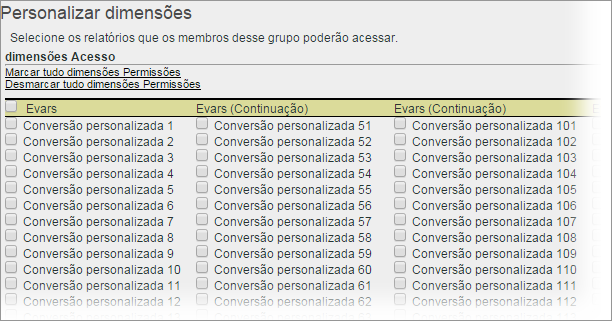 Personalizar dimensões
Selecione os relatórios que os membros desse grupo poderão acessar.
dimensões Acesso
Marcar tudo dimensões Permissões
Desmarcar tudo dimensões Permissões
Evars Evars (Continuação) Evars (Continuação)
Conversão personalizada 1 Conversão personalizada 51 Conversão personalizada 101
Conversão personalizada 2 Conversão personalizada 52 Conversão personalizada 102
Conversão personalizada 3 Conversão personalizada 53 Conversão personalizada 103
Conversão personalizada 4 Conversão personalizada 54 Conversão personalizada 104
Conversão personalizada 5 Conversão personalizada 55 Conversão personalizada 105
Conversão personalizada 6 Conversão personalizada 56 Conversão personalizada 106
Conversão personalizada 7 Conversão personalizada 57 Conversão personalizada 107
Conversão personalizada 8 Conversão personalizada 58 Conversão personalizada 108
Conversão personalizada 9 Conversão personalizada 59 Conversão personalizada 109
Conversão personalizada 10 Conversão personalizada 60 Conversão personalizada 110
Conversão personalizada 11 Conversão personalizada 61 Conversão personalizada 111
Conversão personalizada 12 Conversão personalizada 62 Conversão personalizada 112